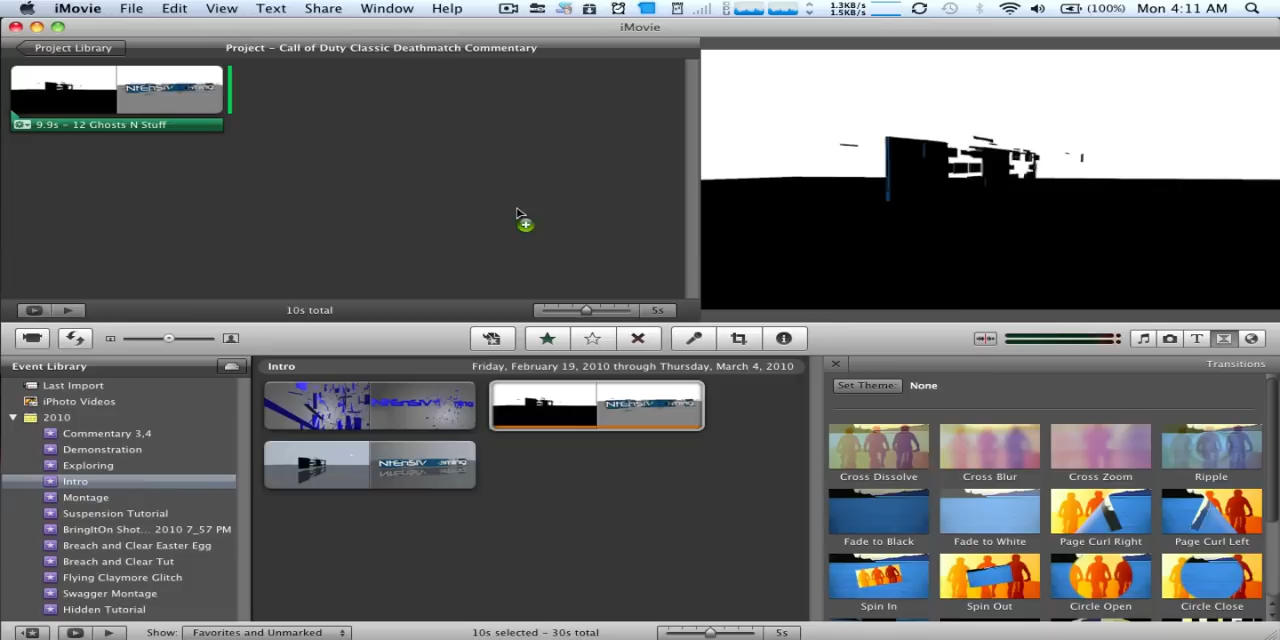 iMovie File Edit View Text Share Window Help 1.3KB/s 1.5KB/s (100%) Mon 4:11 AM
iMovie
Project Library Project - Call of Duty Classic Deathmatch Commentary
9.9s - 12 Ghosts N Stuff
10s total 5s
Event Library Intro Friday, February 19, 2010 through Thursday, March 4, 2010 Transitions
Last Import
iPhoto Videos
2010
Commentary 3,4
Demonstration
Exploring
Intro
Montage
Suspension Tutorial
BringItOn Shot... 2010 7_57 PM
Breach and Clear Easter Egg
Breach and Clear Tut
Flying Claymore Glitch
Swagger Montage
Hidden Tutorial
Set Theme: None
Cross Dissolve Cross Blur Cross Zoom Ripple
Fade to Black Fade to White Page Curl Right Page Curl Left
Spin In Spin Out Circle Open Circle Close
Show: Favorites and Unmarked 10s selected - 30s total 5s